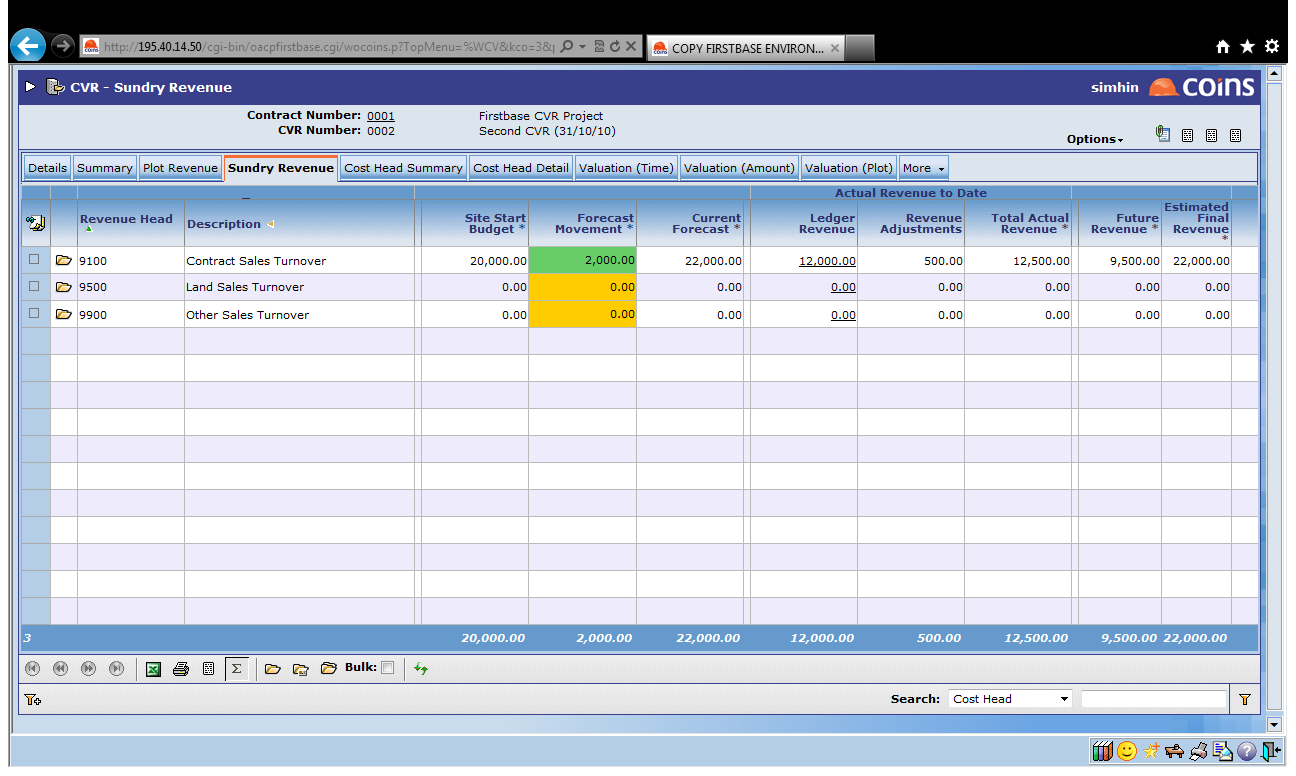 coins http://195.40.14.50/cgi-bin/oacpfirstbase.cgi/wocoins.p?TopMenu=%WCV&kco=3& COPY FIRSTBASE ENVIRON...
CVR - Sundry Revenue simhin coins
Contract Number: 0001 Firstbase CVR Project
CVR Number: 0002 Second CVR (31/10/10)
Options
Details Summary Plot Revenue Sundry Revenue Cost Head Summary Cost Head Detail Valuation (Time) Valuation (Amount) Valuation (Plot) More
Actual Revenue to Date
Revenue Head Description Site Start Budget * Forecast Movement * Current Forecast * Ledger Revenue Revenue Adjustments Total Actual Revenue * Future Revenue * Estimated Final Revenue *
9100 Contract Sales Turnover 20,000.00 2,000.00 22,000.00 12,000.00 500.00 12,500.00 9,500.00 22,000.00
9500 Land Sales Turnover 0.00 0.00 0.00 0.00 0.00 0.00 0.00 0.00
9900 Other Sales Turnover 0.00 0.00 0.00 0.00 0.00 0.00 0.00 0.00
3 20,000.00 2,000.00 22,000.00 12,000.00 500.00 12,500.00 9,500.00 22,000.00
Σ Bulk:
Search: Cost Head